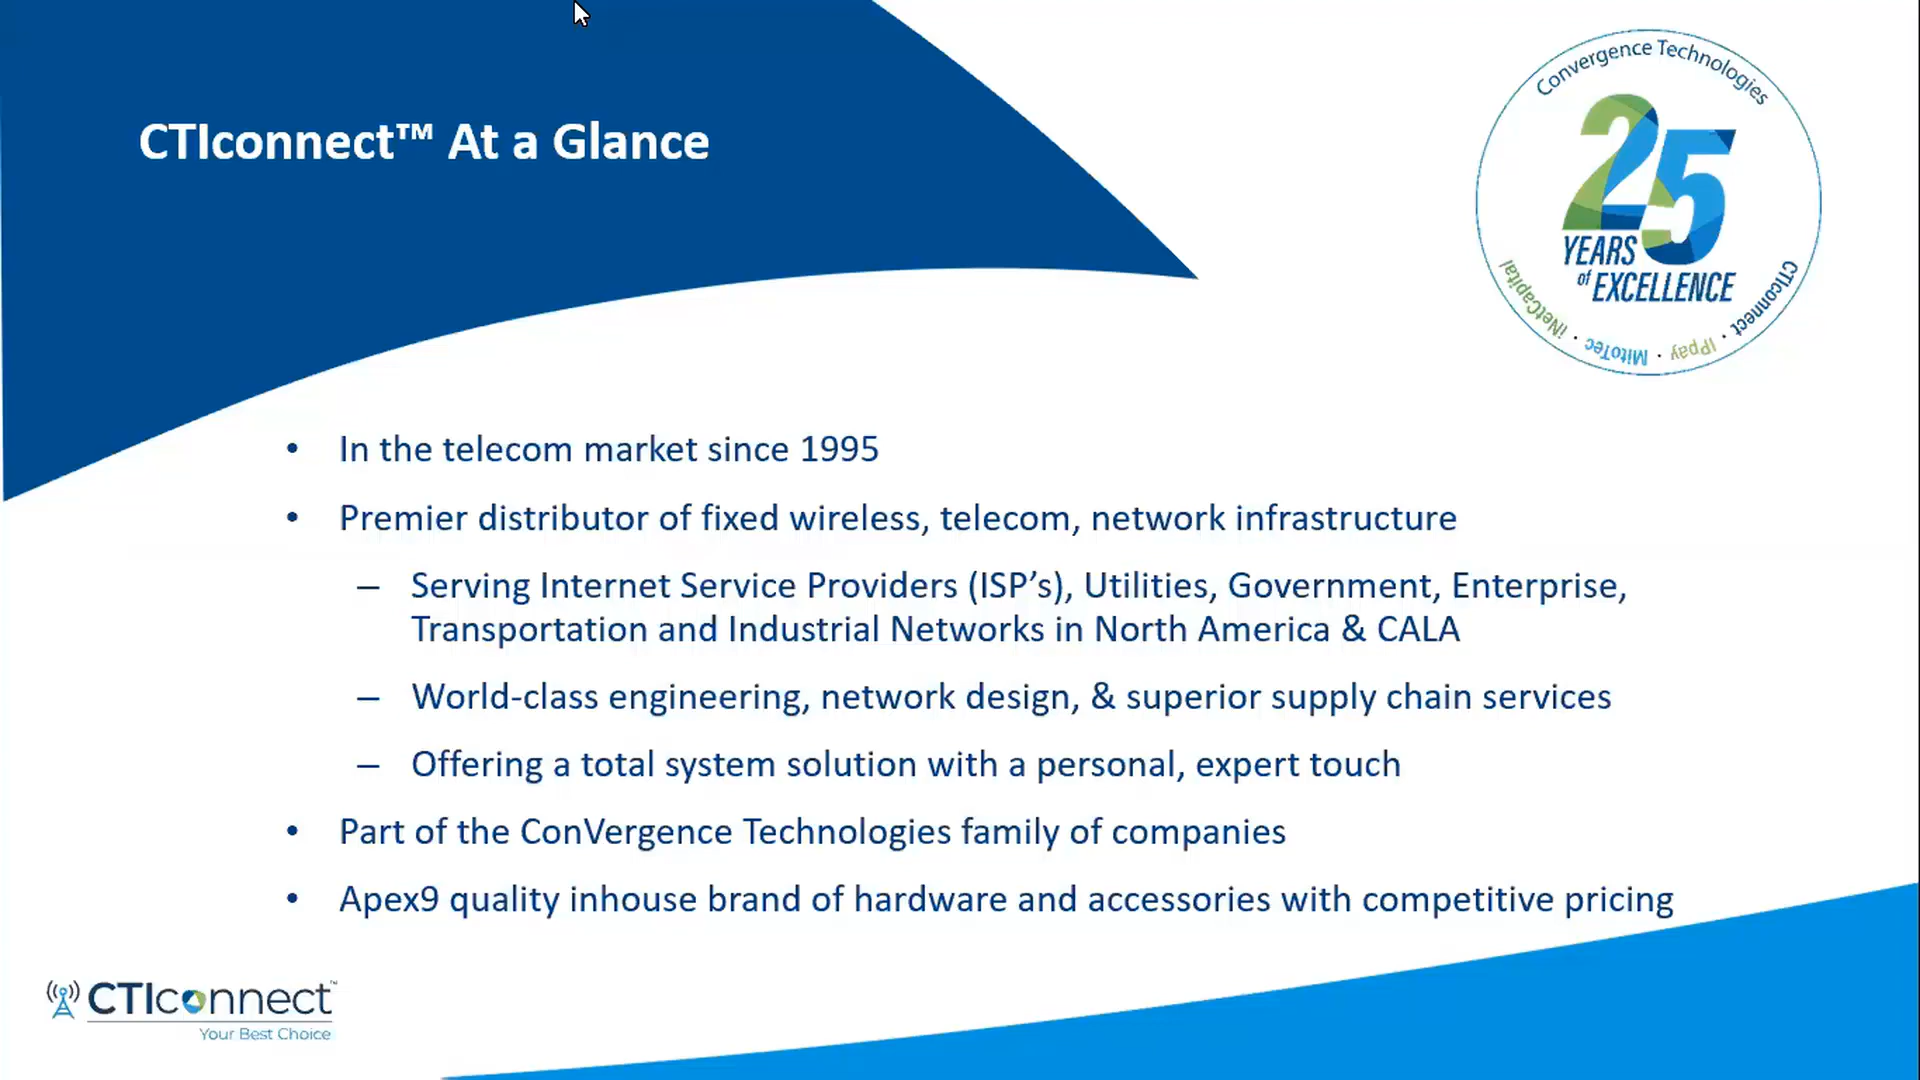 CTIconnect™ At a Glance
Convergence Technologies
25
YEARS
of EXCELLENCE
iNetCapital · MitoTec · IPpay · CTIconnect
• In the telecom market since 1995
• Premier distributor of fixed wireless, telecom, network infrastructure
– Serving Internet Service Providers (ISP’s), Utilities, Government, Enterprise,
Transportation and Industrial Networks in North America & CALA
– World-class engineering, network design, & superior supply chain services
– Offering a total system solution with a personal, expert touch
• Part of the ConVergence Technologies family of companies
• Apex9 quality inhouse brand of hardware and accessories with competitive pricing
CTIconnect™
Your Best Choice